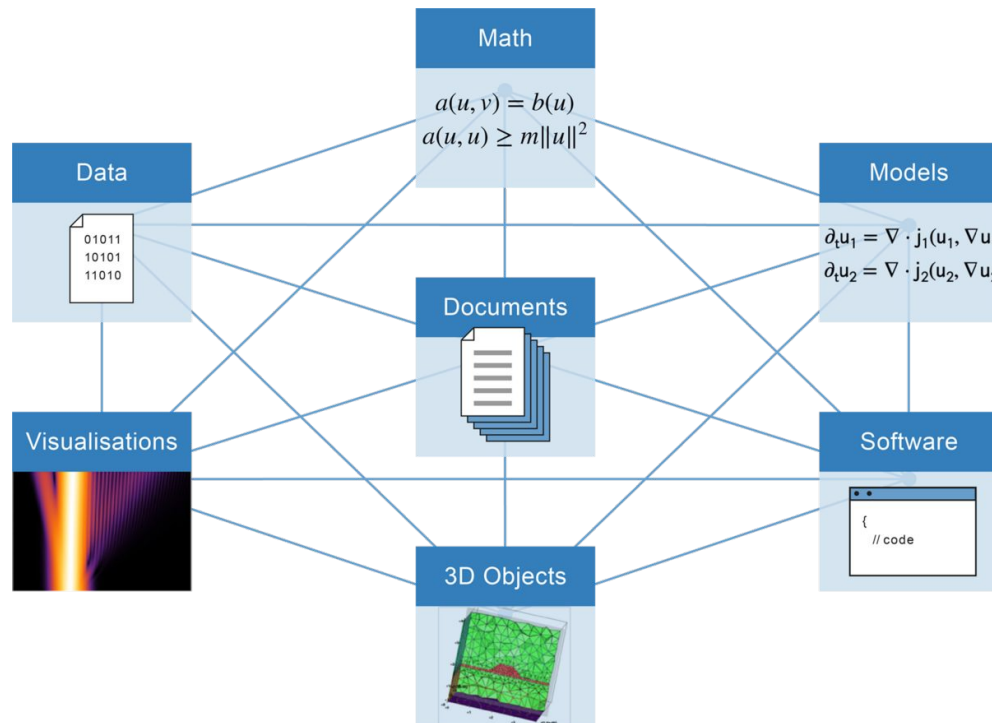 Math
a(u, v) = b(u)
a(u, u) ≥ m‖u‖²
Data
01011
10101
11010
Models
∂ₜu₁ = ∇ · j₁(u₁, ∇u
∂ₜu₂ = ∇ · j₂(u₂, ∇u
Documents
Visualisations
Software
{
// code
3D Objects